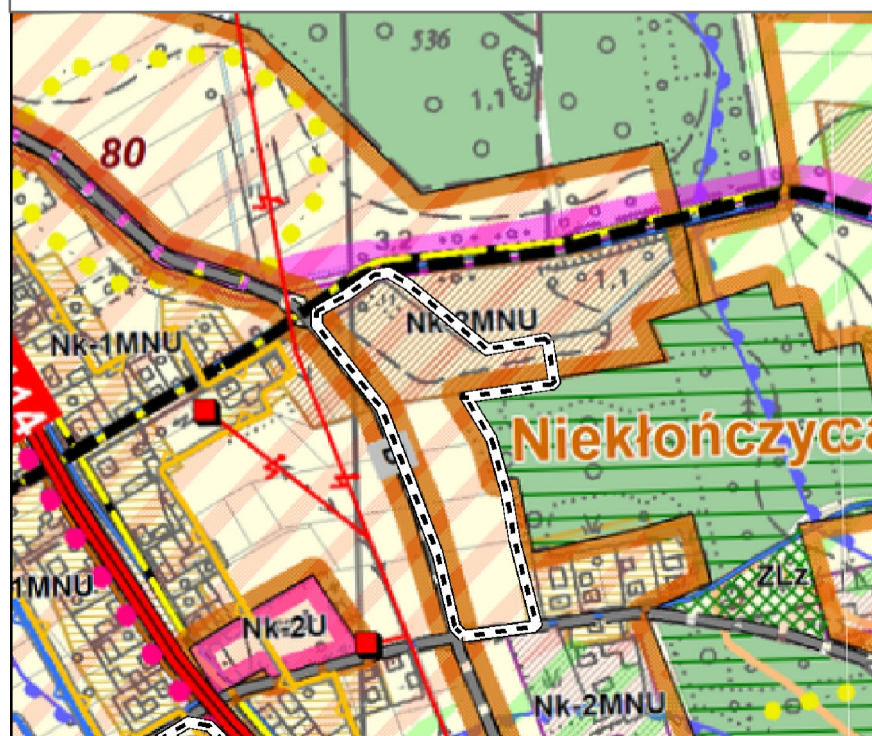 536
1,1
80
3,2
1,1
Nk-3MNU
Nk-1MNU
14
Niekłończyca
1MNU
ZLz
Nk-2U
Nk-2MNU